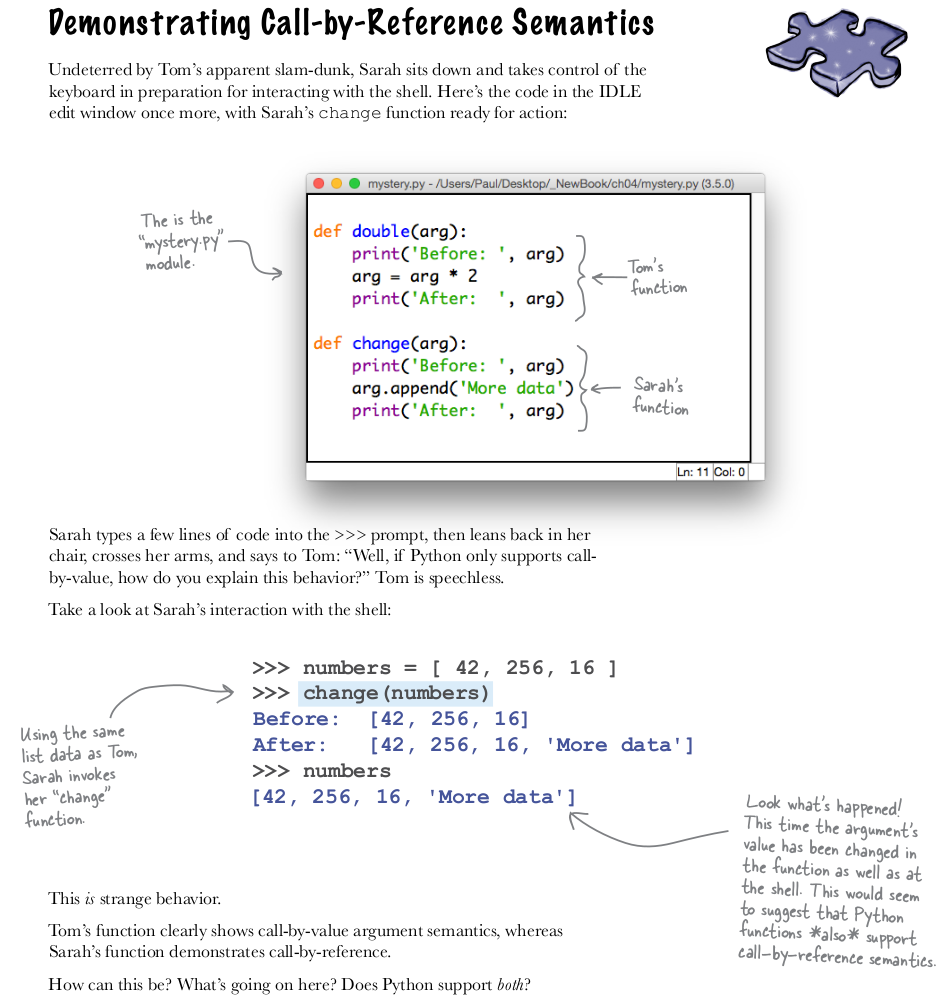 Demonstrating Call-by-Reference Semantics
Undeterred by Tom’s apparent slam-dunk, Sarah sits down and takes control of the
keyboard in preparation for interacting with the shell. Here’s the code in the IDLE
edit window once more, with Sarah’s change function ready for action:
mystery.py - /Users/Paul/Desktop/_NewBook/ch04/mystery.py (3.5.0)
The is the
“mystery.py”
module.
def double(arg):
    print('Before: ', arg)
    arg = arg * 2
    print('After:  ', arg)
Tom’s
function
def change(arg):
    print('Before: ', arg)
    arg.append('More data')
    print('After:  ', arg)
Sarah’s
function
Ln: 11 Col: 0
Sarah types a few lines of code into the >>> prompt, then leans back in her
chair, crosses her arms, and says to Tom: “Well, if Python only supports call-
by-value, how do you explain this behavior?” Tom is speechless.
Take a look at Sarah’s interaction with the shell:
>>> numbers = [ 42, 256, 16 ]
>>> change(numbers)
Before:  [42, 256, 16]
After:   [42, 256, 16, 'More data']
>>> numbers
[42, 256, 16, 'More data']
Using the same
list data as Tom,
Sarah invokes
her “change”
function.
Look what’s happened!
This time the argument’s
value has been changed in
the function as well as at
the shell. This would seem
to suggest that Python
functions *also* support
call-by-reference semantics.
This is strange behavior.
Tom’s function clearly shows call-by-value argument semantics, whereas
Sarah’s function demonstrates call-by-reference.
How can this be? What’s going on here? Does Python support both?